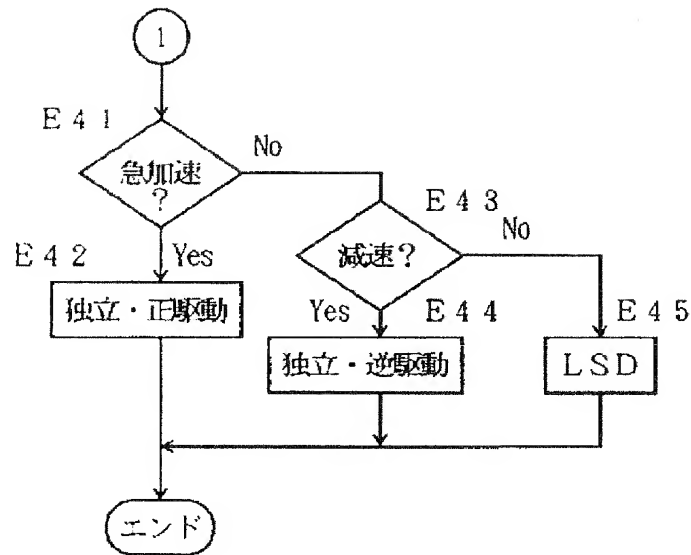 1
E41
急加速
?
No
E43
減速?
No
E42
Yes
独立・正駆動
Yes
E44
独立・逆駆動
E45
LSD
エンド